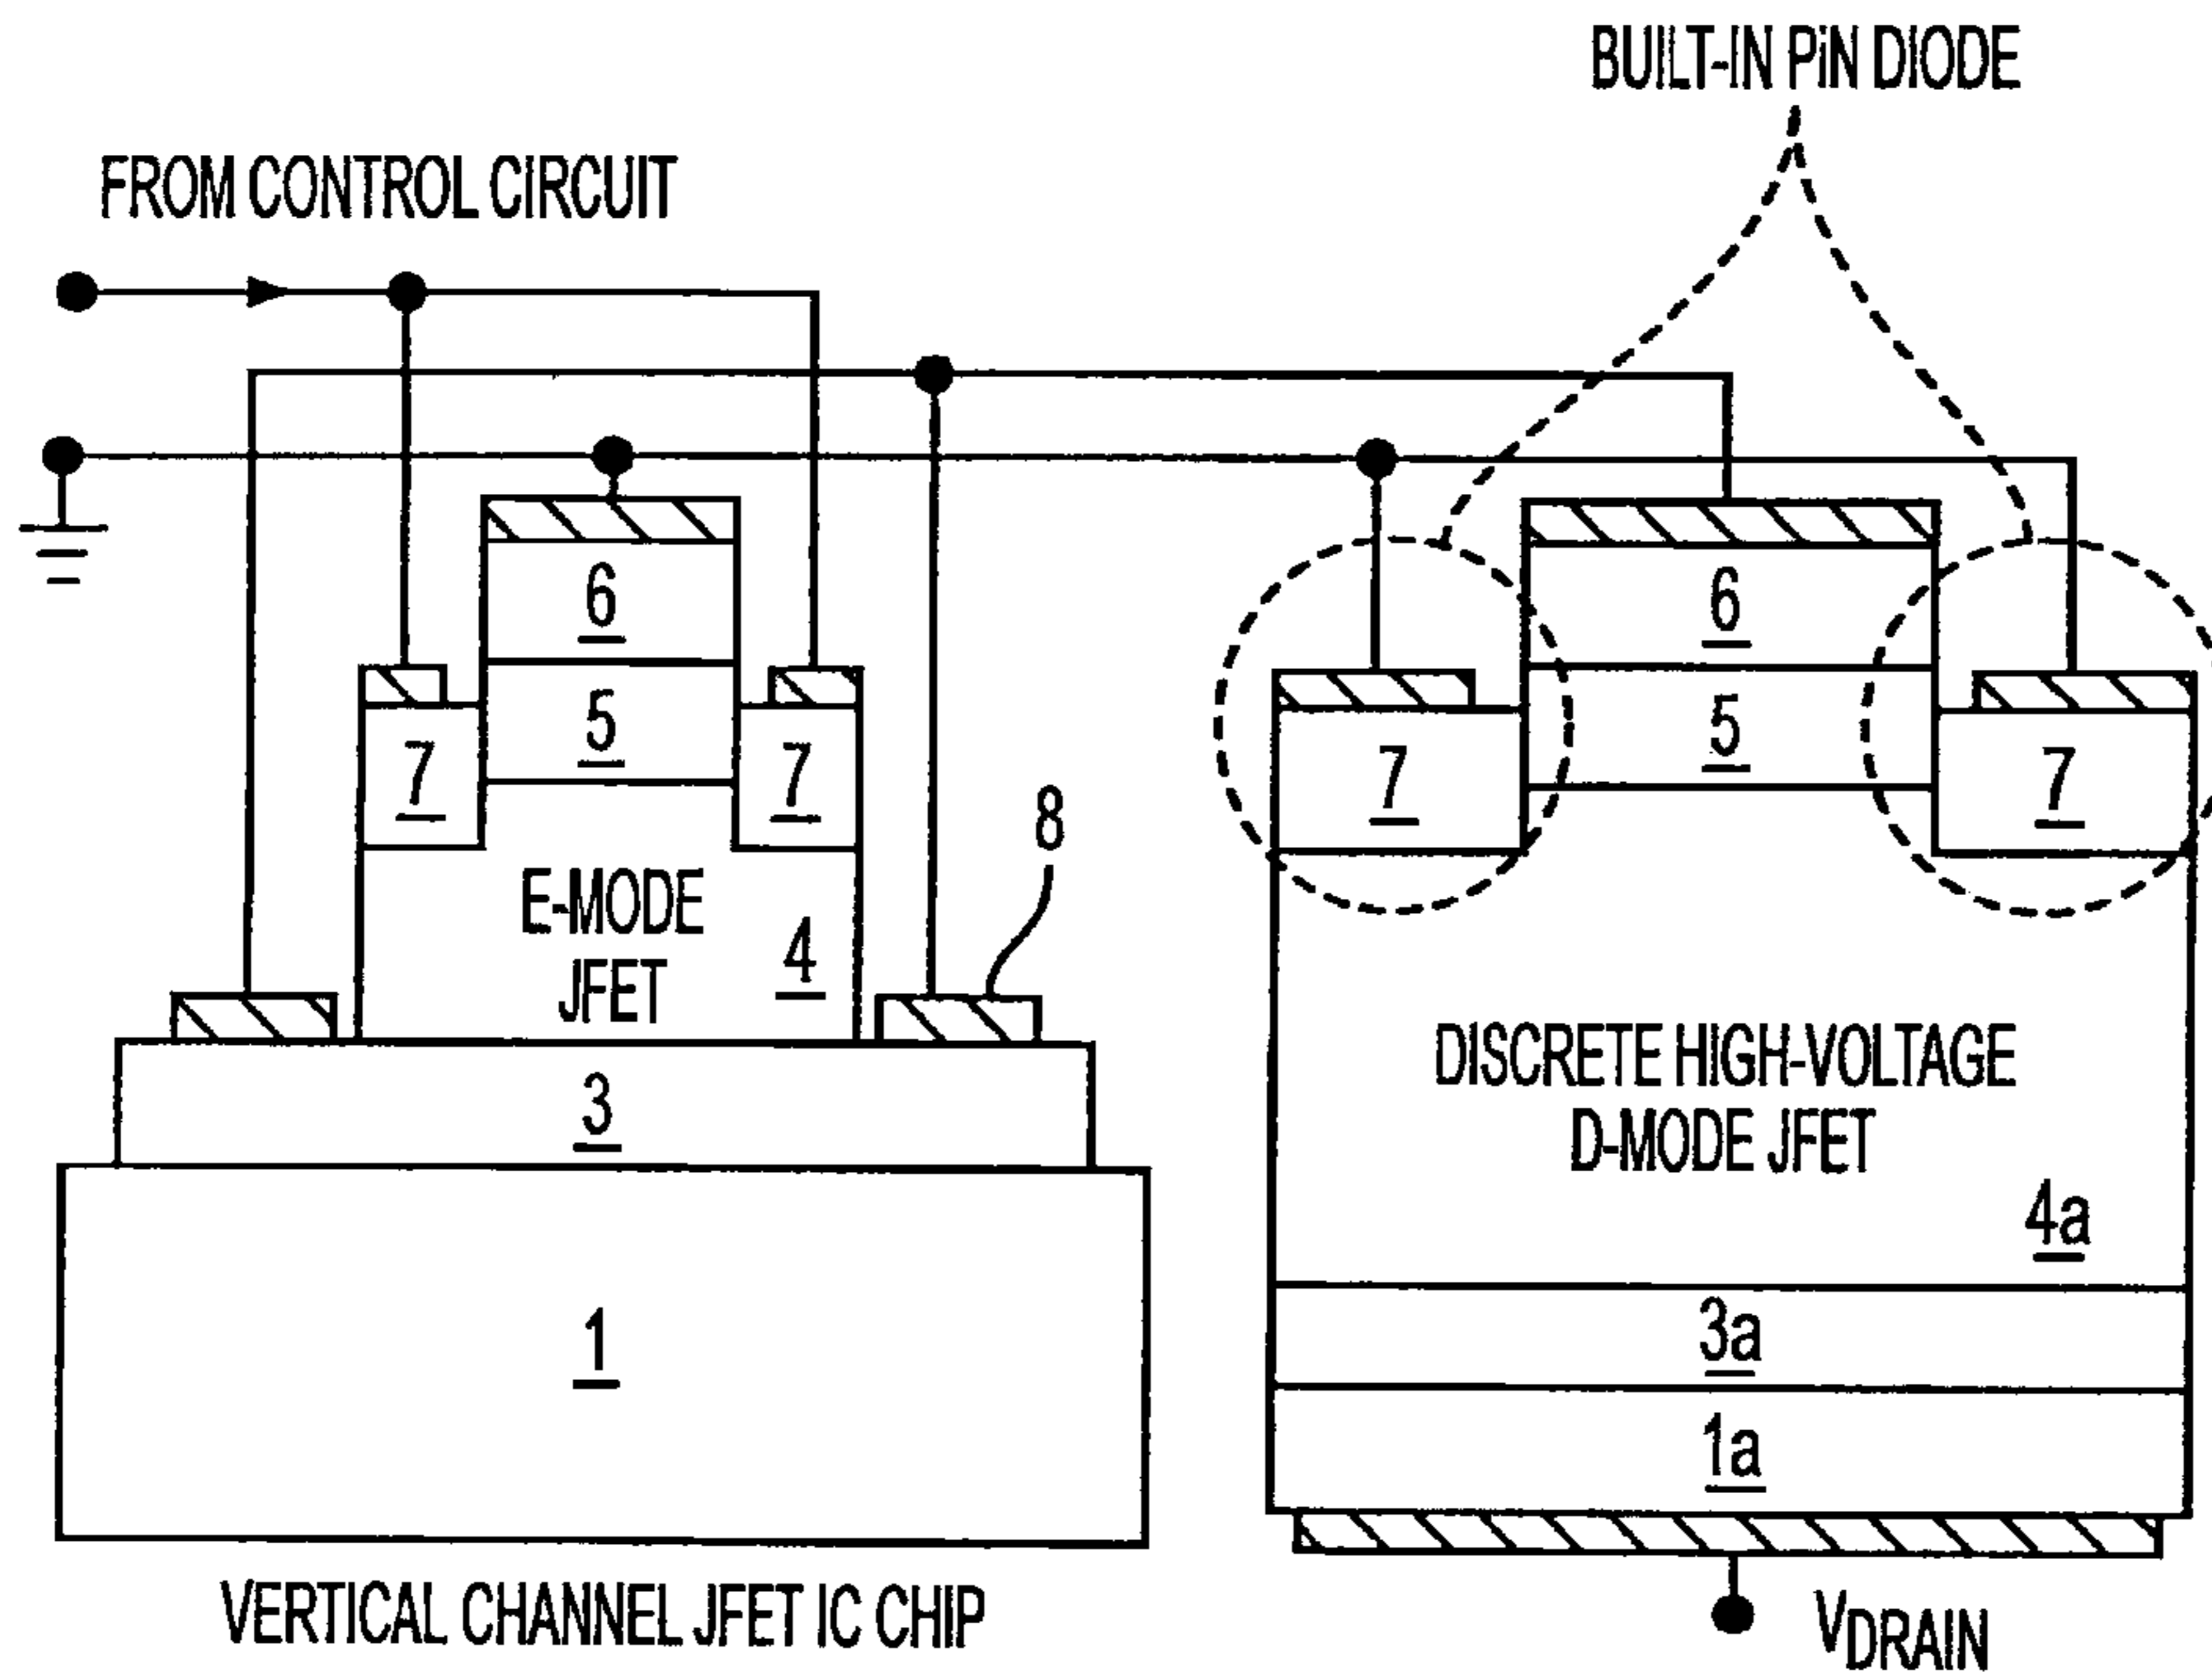 BUILT-IN PiN DIODE
FROM CONTROL CIRCUIT
6
5
7
7
6
5
7
7
8
E-MODE
JFET
4
DISCRETE HIGH-VOLTAGE
D-MODE JFET
3
4a
3a
1
1a
VERTICAL CHANNEL JFET IC CHIP
VDRAIN